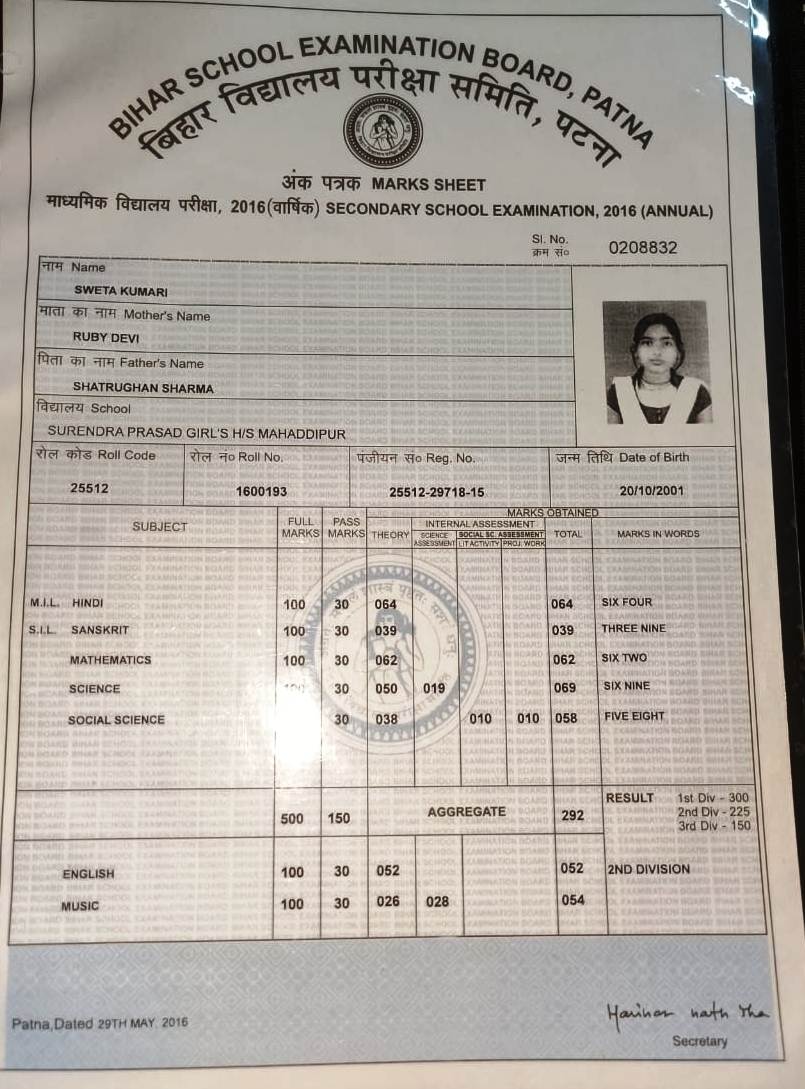 BIHAR SCHOOL EXAMINATION BOARD, PATNA
बिहार विद्यालय परीक्षा समिति, पटना
अंक पत्रक MARKS SHEET
माध्यमिक विद्यालय परीक्षा, 2016(वार्षिक) SECONDARY SCHOOL EXAMINATION, 2016 (ANNUAL)
Sl. No.
क्रम सं० 0208832
नाम Name
SWETA KUMARI
माता का नाम Mother's Name
RUBY DEVI
पिता का नाम Father's Name
SHATRUGHAN SHARMA
विद्यालय School
SURENDRA PRASAD GIRL'S H/S MAHADDIPUR
रोल कोड Roll Code रोल नं० Roll No. पंजीयन सं० Reg. No. जन्म तिथि Date of Birth
25512 1600193 25512-29718-15 20/10/2001
MARKS OBTAINED
SUBJECT FULL MARKS PASS MARKS THEORY INTERNAL ASSESSMENT TOTAL MARKS IN WORDS
SCIENCE ASSESSMENT SOCIAL SC. ASSESSMENT
LIT ACTIVITY PROJ. WORK
M.I.L. HINDI 100 30 064 064 SIX FOUR
S.I.L. SANSKRIT 100 30 039 039 THREE NINE
MATHEMATICS 100 30 062 062 SIX TWO
SCIENCE 30 050 019 069 SIX NINE
SOCIAL SCIENCE 30 038 010 010 058 FIVE EIGHT
500 150 AGGREGATE 292 RESULT 1st Div - 300
2nd Div - 225
3rd Div - 150
ENGLISH 100 30 052 052 2ND DIVISION
MUSIC 100 30 026 028 054
Patna,Dated 29TH MAY. 2016
Harihar nath Jha
Secretary